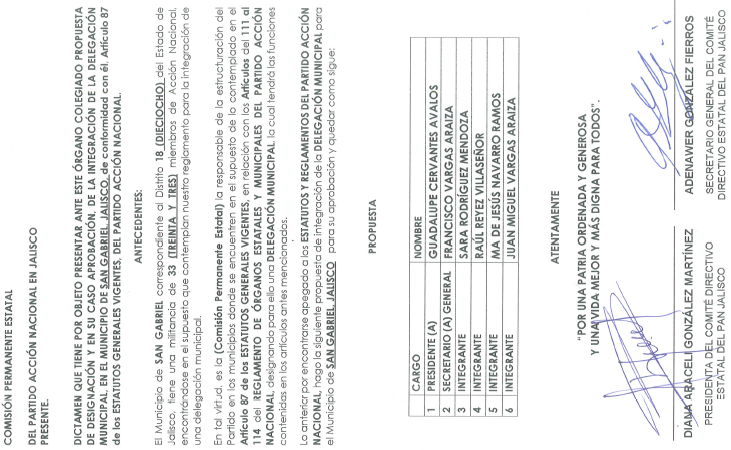 COMISIÓN PERMANENTE ESTATAL
DEL PARTIDO ACCIÓN NACIONAL EN JALISCO
PRESENTE.
DICTAMEN QUE TIENE POR OBJETO PRESENTAR ANTE ESTE ÓRGANO COLEGIADO PROPUESTA
DE DESIGNACIÓN Y EN SU CASO APROBACIÓN, DE LA INTEGRACIÓN DE LA DELEGACIÓN
MUNICIPAL, EN EL MUNICIPIO DE SAN GABRIEL, JALISCO, de conformidad con él, Artículo 87
de los ESTATUTOS GENERALES VIGENTES, DEL PARTIDO ACCIÓN NACIONAL.
ANTECEDENTES:
El Municipio de SAN GABRIEL correspondiente al Distrito 18 (DIECIOCHO) del Estado de
Jalisco, tiene una militancia de 33 (TREINTA Y TRES) miembros de Acción Nacional,
encontrándose en el supuesto que contemplan nuestro reglamento para la integración de
una delegación municipal.
En tal virtud, es la (Comisión Permanente Estatal) la responsable de la estructuración del
Partido en los municipios donde se encuentren en el supuesto de lo contemplado en el
Artículo 87 de los ESTATUTOS GENERALES VIGENTES, en relación con los Artículos del 111 al
114 del REGLAMENTO DE ÓRGANOS ESTATALES Y MUNICIPALES DEL PARTIDO ACCIÓN
NACIONAL, designando para ello una DELEGACIÓN MUNICIPAL la cual tendrá las funciones
contenidas en los artículos antes mencionados.
Lo anterior por encontrarse apegado a los ESTATUTOS Y REGLAMENTOS DEL PARTIDO ACCIÓN
NACIONAL, hago la siguiente propuesta de integración de la DELEGACIÓN MUNICIPAL para
el Municipio de SAN GABRIEL, JALISCO para su aprobación y quedar como sigue:
PROPUESTA
CARGO NOMBRE
1 PRESIDENTE (A) GUADALUPE CERVANTES AVALOS
2 SECRETARIO (A) GENERAL FRANCISCO VARGAS ARAIZA
3 INTEGRANTE SARA RODRÍGUEZ MENDOZA
4 INTEGRANTE RAÚL REYEZ VILLASEÑOR
5 INTEGRANTE MA DE JESÚS NAVARRO RAMOS
6 INTEGRANTE JUAN MIGUEL VARGAS ARAIZA
ATENTAMENTE
"POR UNA PATRIA ORDENADA Y GENEROSA
Y UNA VIDA MEJOR Y MÁS DIGNA PARA TODOS".
DIANA ARACELI GONZÁLEZ MARTÍNEZ
PRESIDENTA DEL COMITÉ DIRECTIVO
ESTATAL DEL PAN JALISCO
ADENAWER GONZÁLEZ FIERROS
SECRETARIO GENERAL DEL COMITÉ
DIRECTIVO ESTATAL DEL PAN JALISCO